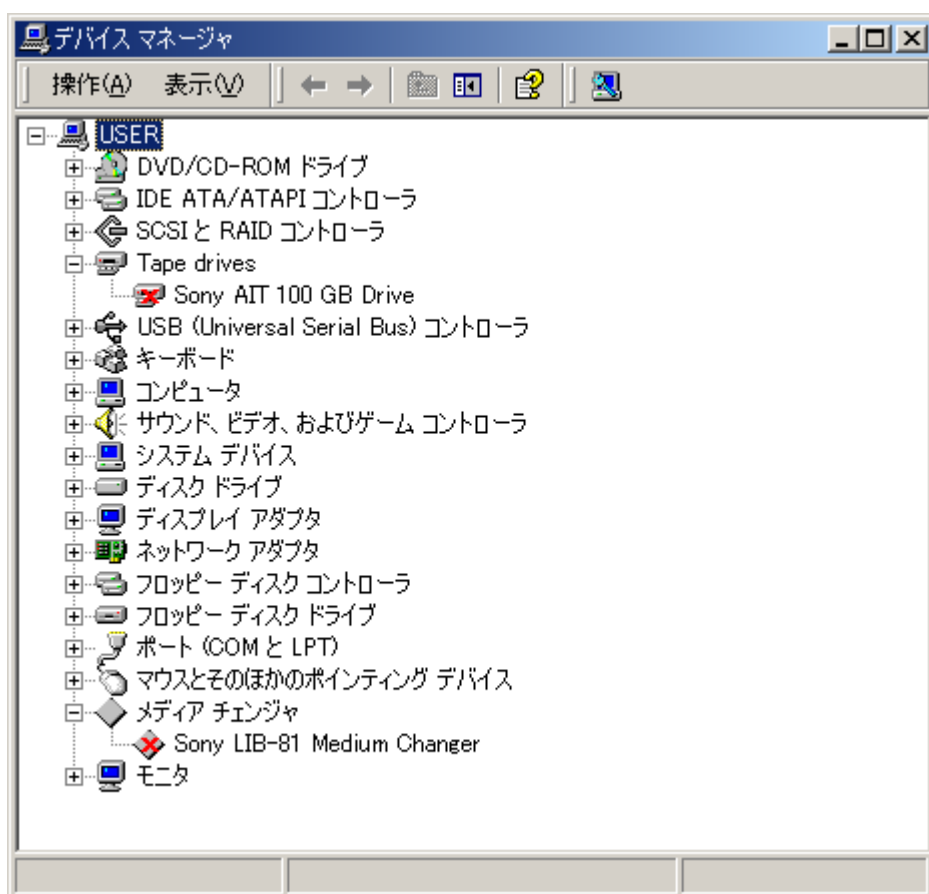 デバイス マネージャ
操作(A) 表示(V)
USER
DVD/CD-ROM ドライブ
IDE ATA/ATAPI コントローラ
SCSI と RAID コントローラ
Tape drives
Sony AIT 100 GB Drive
USB (Universal Serial Bus) コントローラ
キーボード
コンピュータ
サウンド、ビデオ、およびゲーム コントローラ
システム デバイス
ディスク ドライブ
ディスプレイ アダプタ
ネットワーク アダプタ
フロッピー ディスク コントローラ
フロッピー ディスク ドライブ
ポート (COM と LPT)
マウスとそのほかのポインティング デバイス
メディア チェンジャ
Sony LIB-81 Medium Changer
モニタ